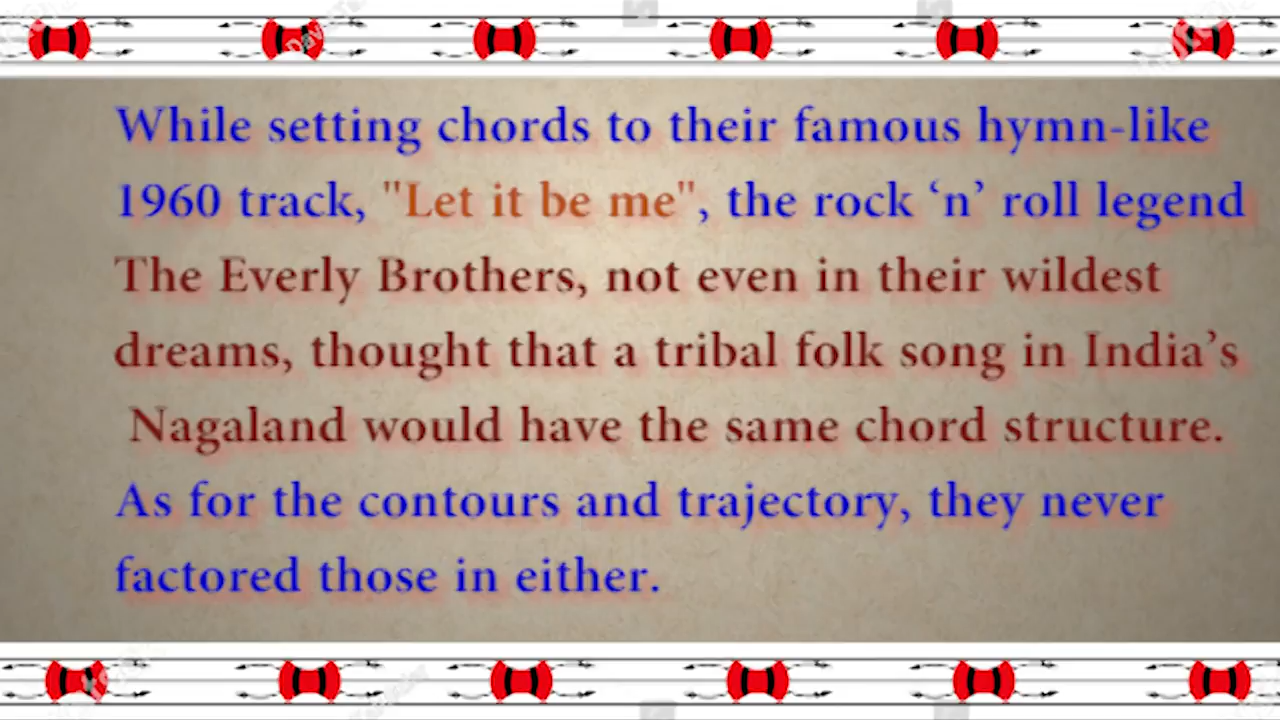 While setting chords to their famous hymn-like
1960 track, "Let it be me", the rock ‘n’ roll legend
The Everly Brothers, not even in their wildest
dreams, thought that a tribal folk song in India’s
Nagaland would have the same chord structure.
As for the contours and trajectory, they never
factored those in either.